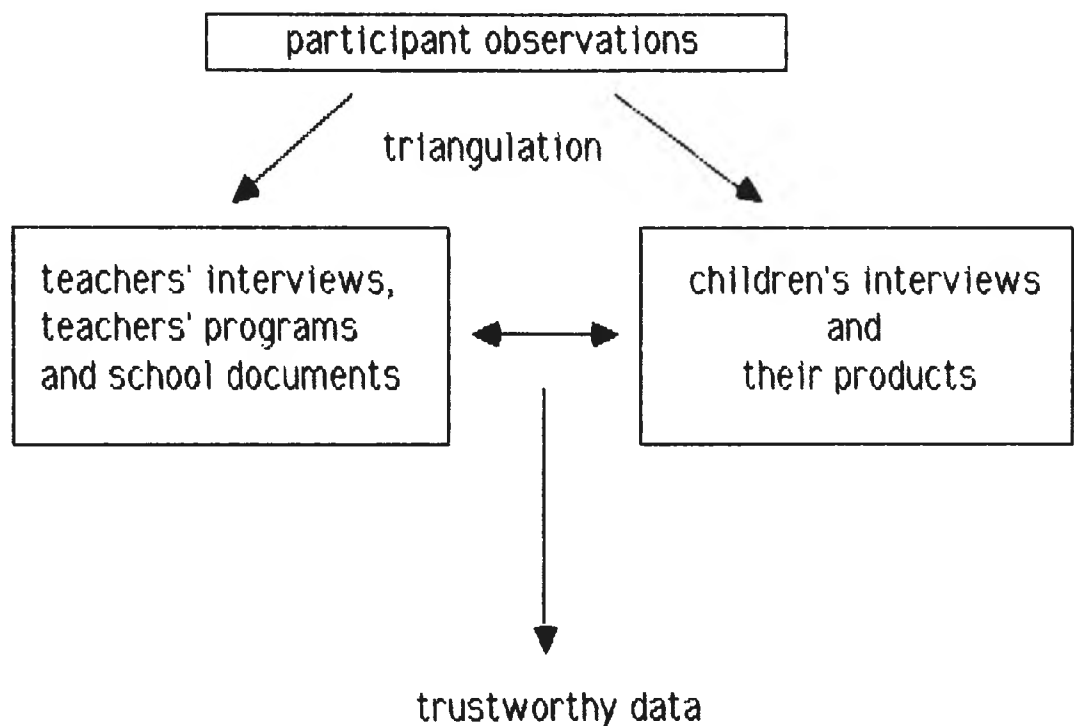 participant observations
triangulation
teachers' interviews,
teachers' programs
and school documents
children's interviews
and
their products
trustworthy data